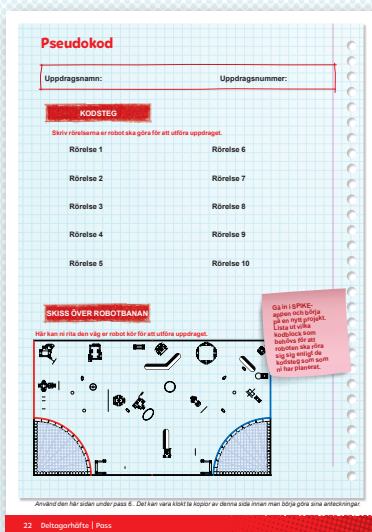 Pseudokod
Uppdragsnamn: Uppdragsnummer:
KODSTEG
Skriv rörelserna er robot ska göra för att utföra uppdraget.
Rörelse 1 Rörelse 6
Rörelse 2 Rörelse 7
Rörelse 3 Rörelse 8
Rörelse 4 Rörelse 9
Rörelse 5 Rörelse 10
Gå in i SPIKE-
appen och börja
på en nytt projekt.
Lista ut vilka
kodblock som
behövs för att
roboten ska röra
sig sig enligt de
kodsteg som som
ni har planerat.
SKISS ÖVER ROBOTBANAN
Här kan ni rita den väg er robot kör för att utföra uppdraget.
Använd den här sidan under pass 6 . Det kan vara klokt ta kopior av denna sida innan man börja göra sina anteckningar.
22 Deltagarhäfte | Pass